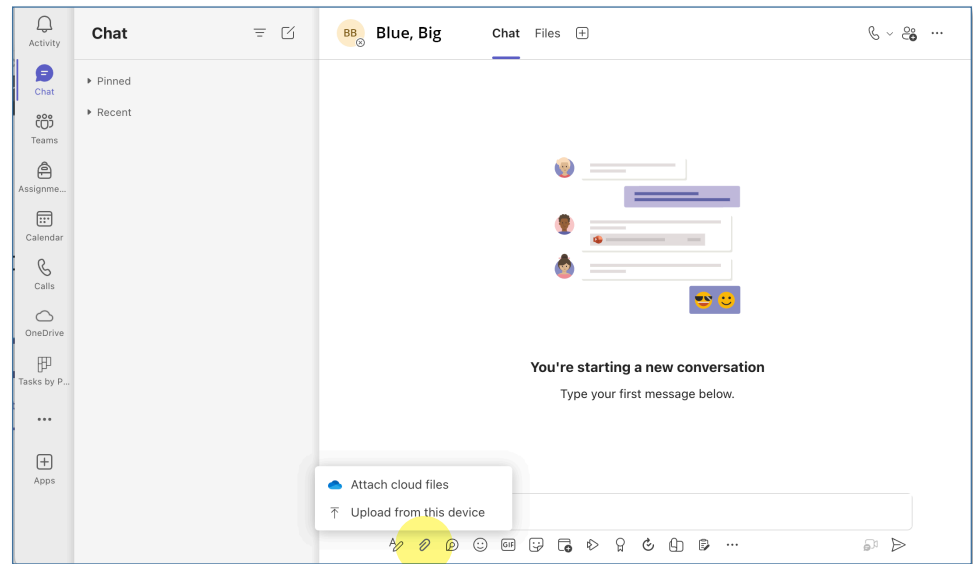 Activity
Chat
Teams
Assignme...
Calendar
Calls
OneDrive
Tasks by P...
Apps
Chat
Pinned
Recent
BB
Blue, Big
Chat
Files
You're starting a new conversation
Type your first message below.
Attach cloud files
Upload from this device
GIF